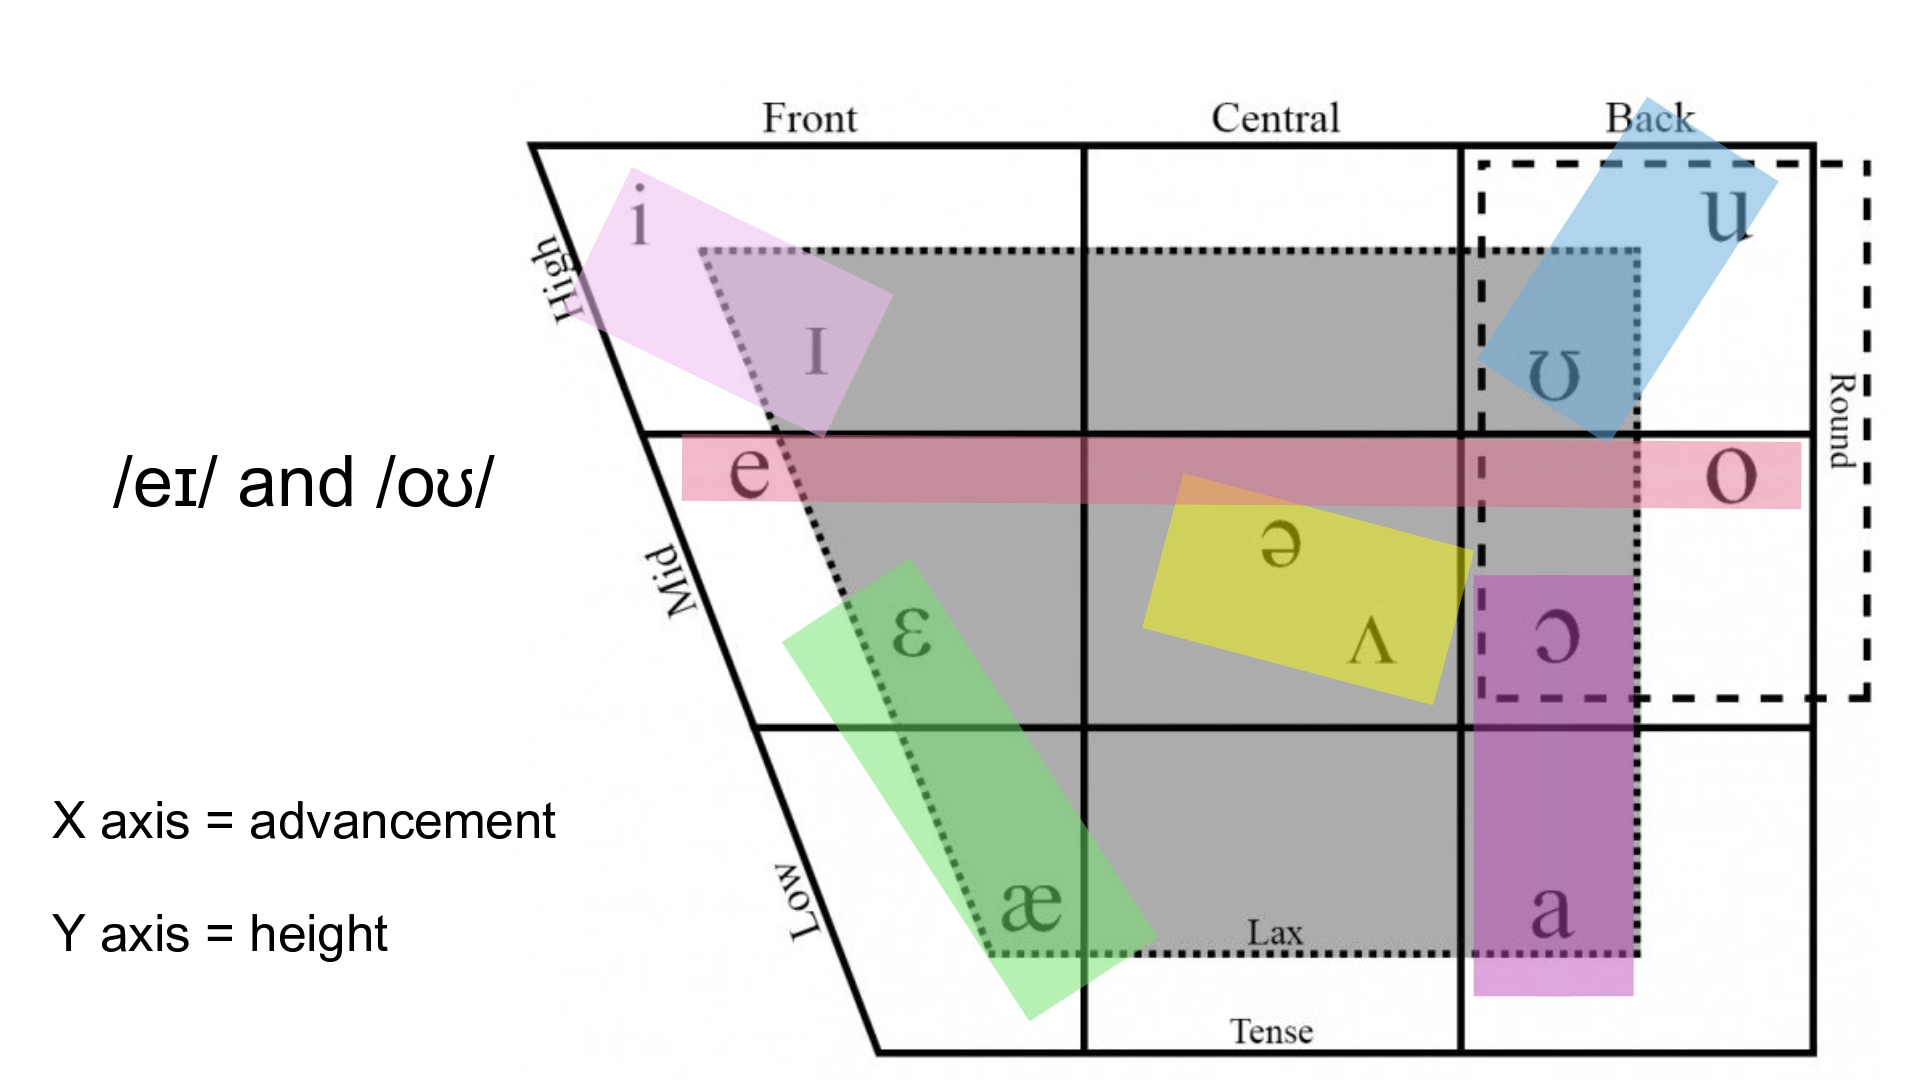 Front Central Back
i u
High
ɪ ʊ
Round
e o
/eɪ/ and /oʊ/
ə
Mid
ɛ ʌ ɔ
X axis = advancement
Low
æ a
Lax
Y axis = height
Tense